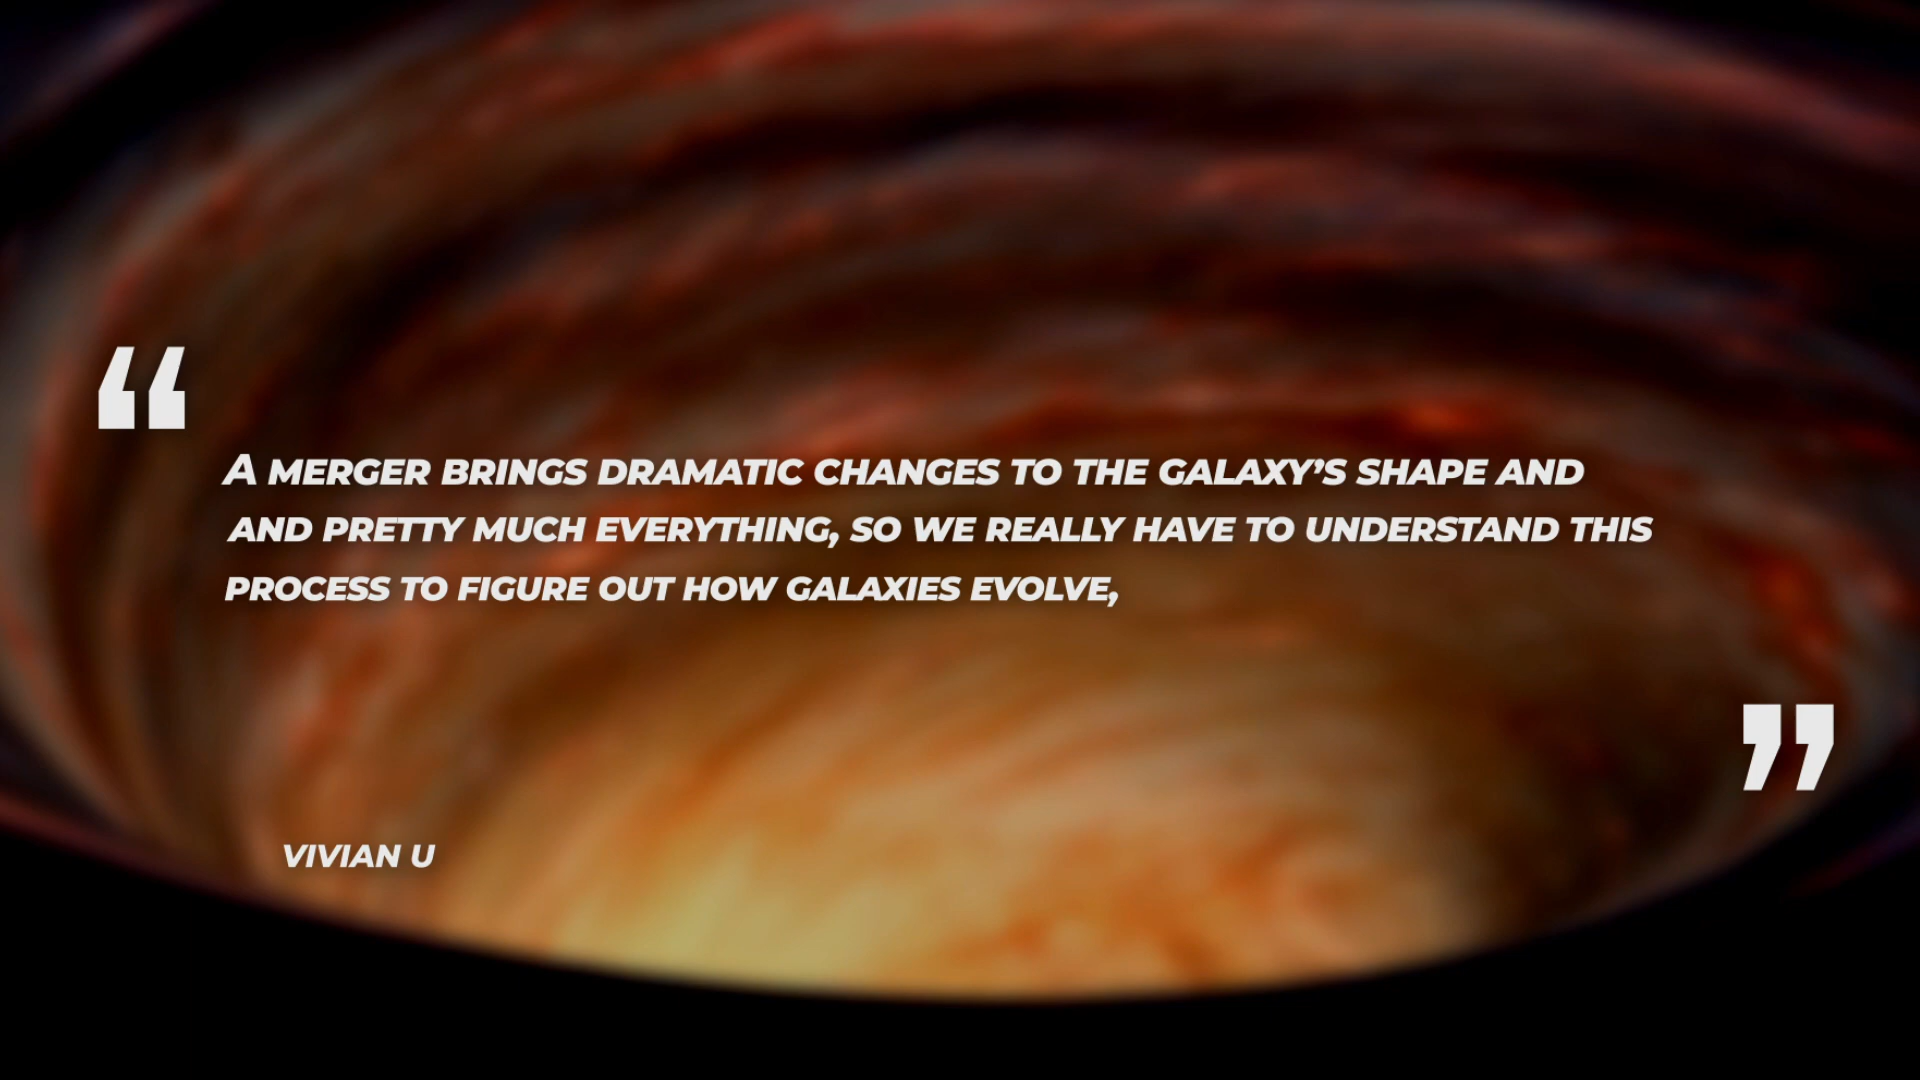 “
A MERGER BRINGS DRAMATIC CHANGES TO THE GALAXY’S SHAPE AND
AND PRETTY MUCH EVERYTHING, SO WE REALLY HAVE TO UNDERSTAND THIS
PROCESS TO FIGURE OUT HOW GALAXIES EVOLVE,
”
VIVIAN U